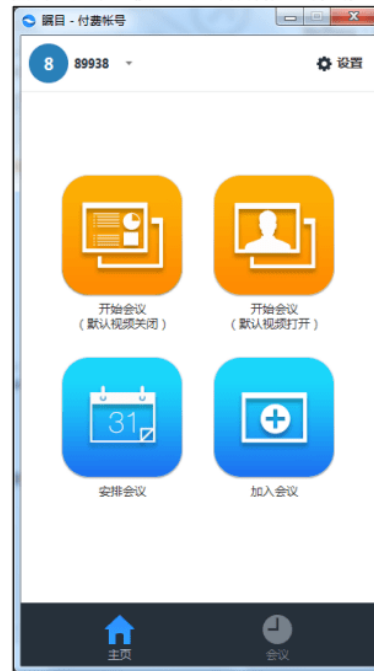 瞩目 - 付费帐号
8 89938 设置
开始会议
（默认视频关闭）
开始会议
（默认视频打开）
31
安排会议
加入会议
主页
会议